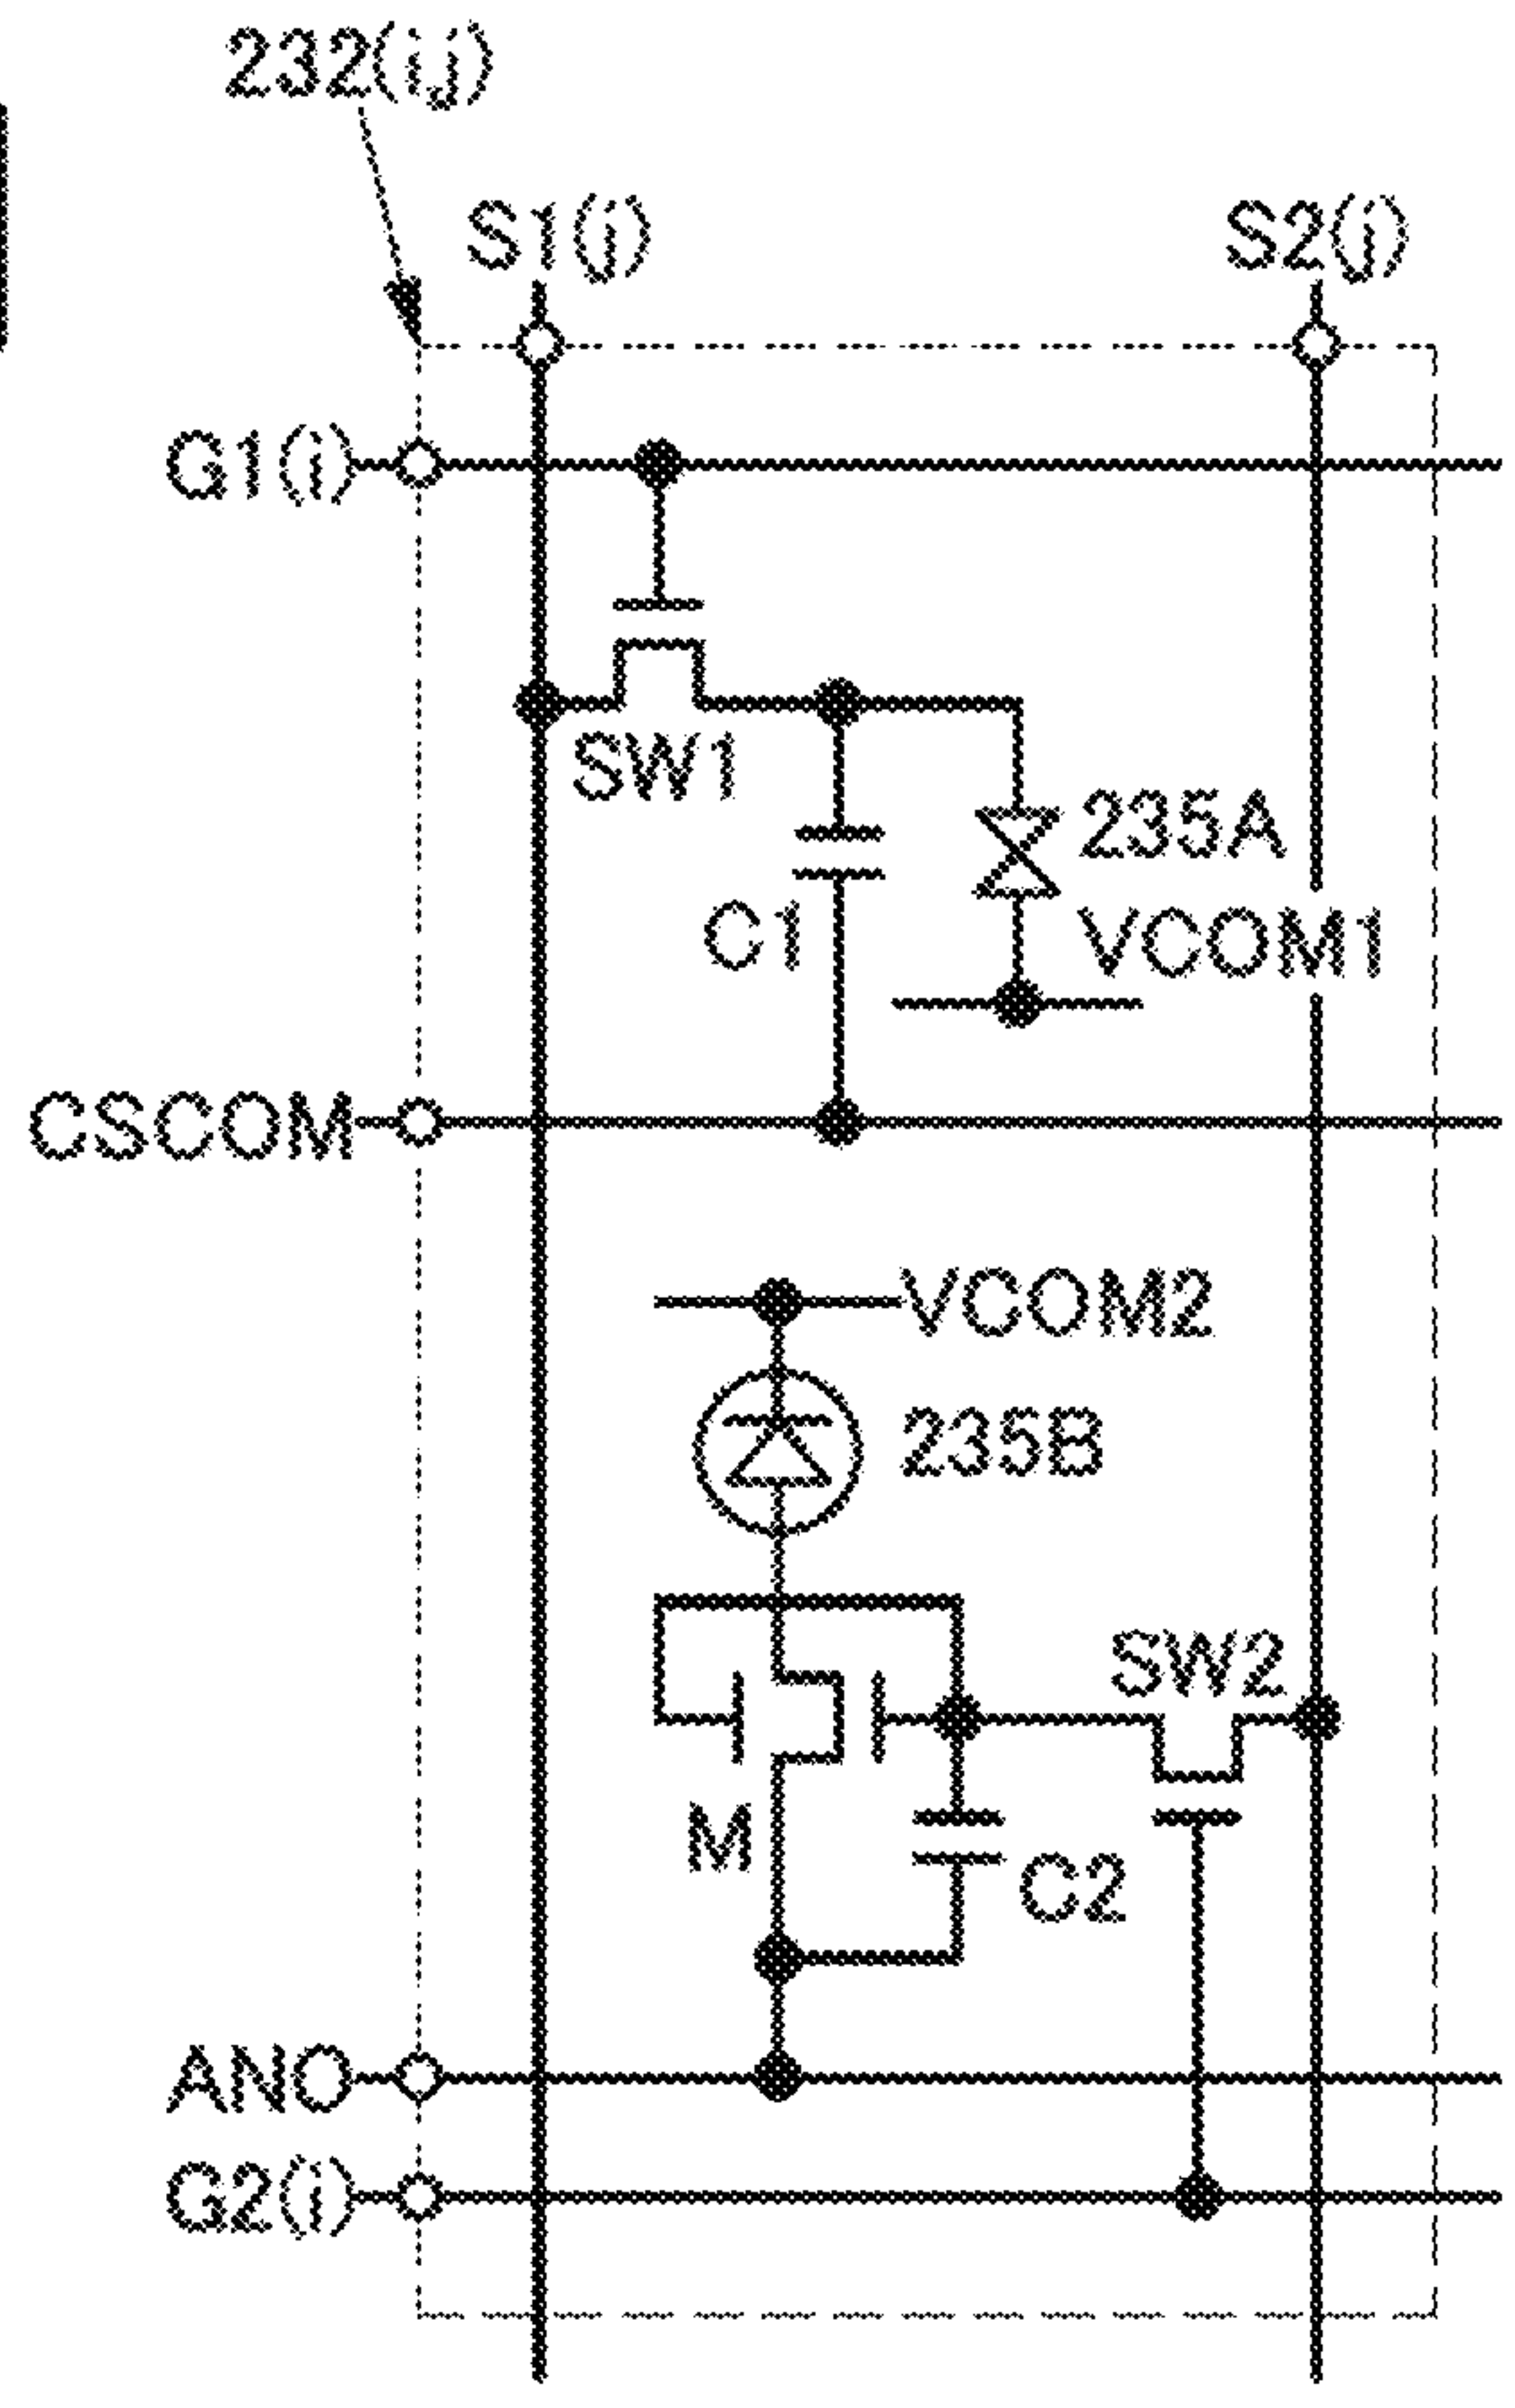 232(i,j)
S1(j)
S2(j)
G1(i)
SW1
235A
C1
VCOM1
CSCOM
VCOM2
235B
SW2
M
C2
ANO
G2(i)